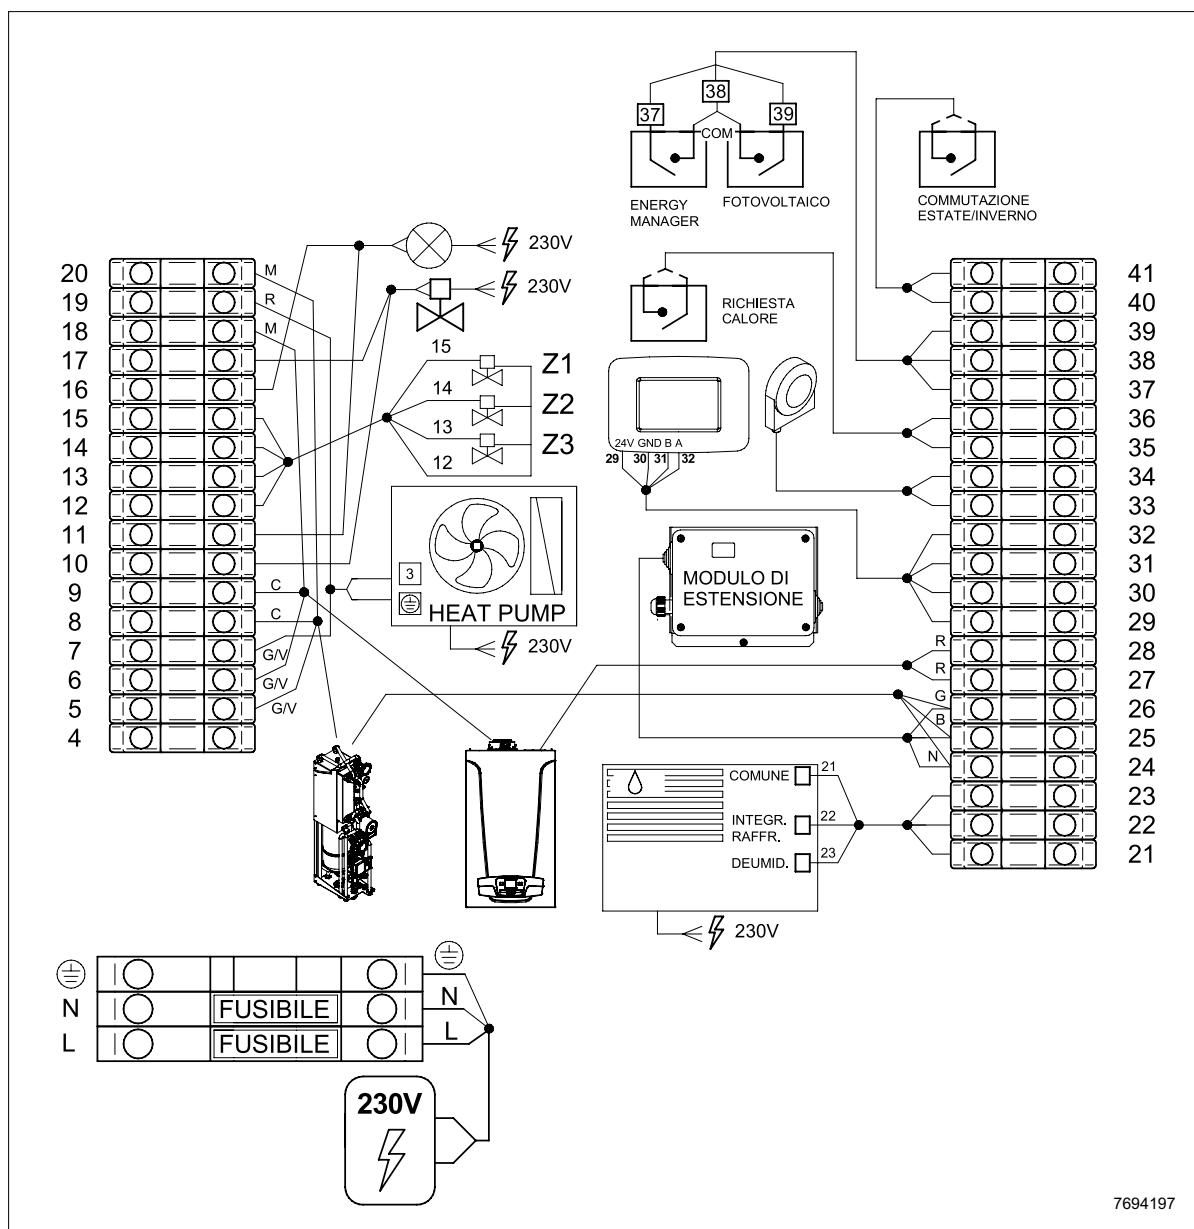 38
37
39
COM
ENERGY
MANAGER
FOTOVOLTAICO
COMMUTAZIONE
ESTATE/INVERNO
230V
230V
20
19
18
17
16
15
14
13
12
11
10
9
8
7
6
5
4
M
R
M
C
C
G/V
G/V
G/V
15
Z1
14
Z2
13
Z3
12
3
HEAT PUMP
230V
RICHIESTA
CALORE
24V GND B A
29 30 31 32
MODULO DI
ESTENSIONE
41
40
39
38
37
36
35
34
33
32
31
30
29
28
27
26
25
24
23
22
21
R
R
G
B
N
COMUNE
21
INTEGR.
RAFFR.
22
DEUMID.
23
230V
N
FUSIBILE
N
L
FUSIBILE
L
230V
7694197